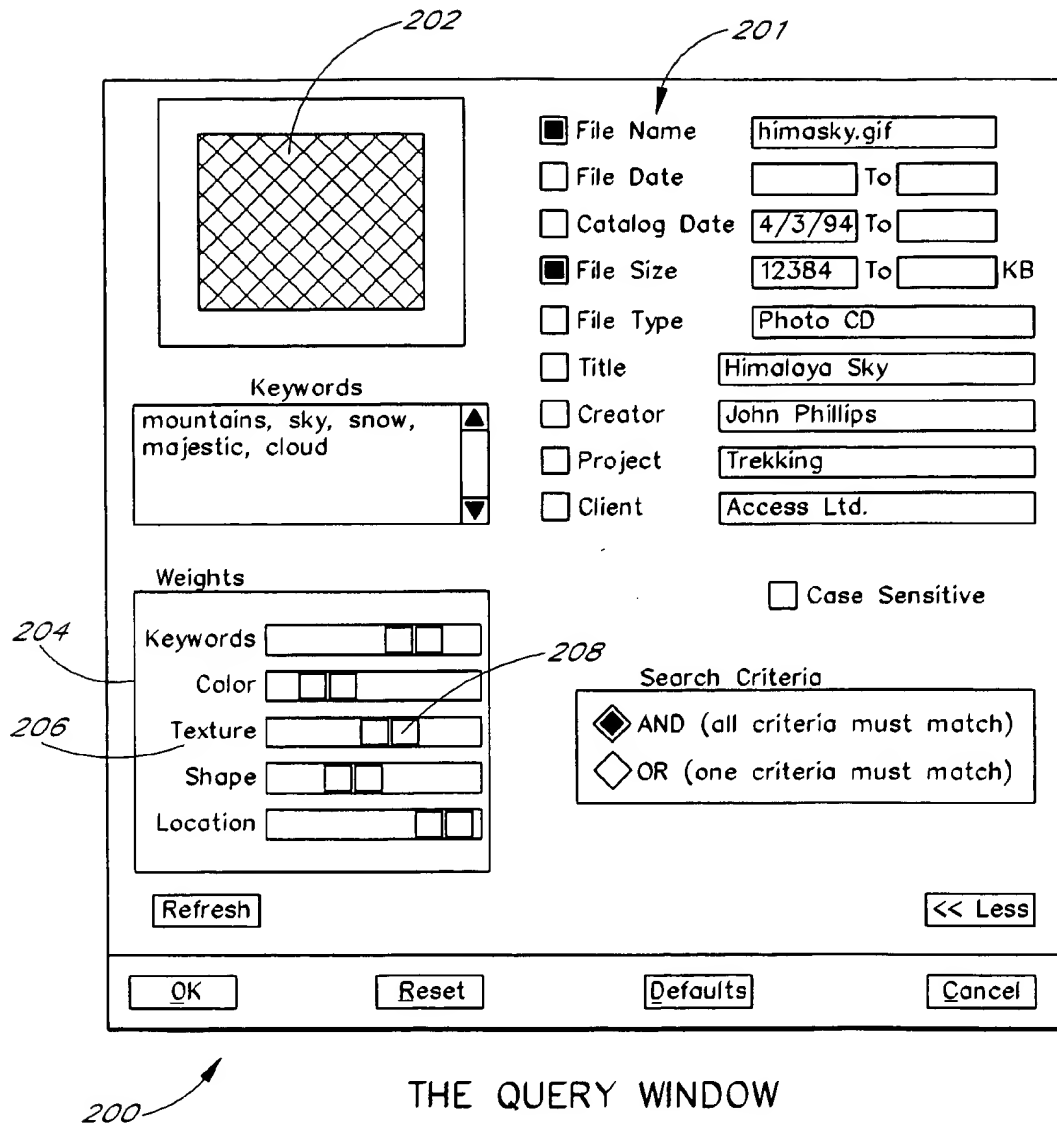 202
201
File Name himasky.gif
File Date To
Catalog Date 4/3/94 To
File Size 12384 To KB
File Type Photo CD
Title Himalaya Sky
Creator John Phillips
Project Trekking
Client Access Ltd.
Keywords
mountains, sky, snow,
majestic, cloud
Case Sensitive
Weights
204
Keywords
Color
208
206
Texture
Shape
Location
Search Criteria
AND (all criteria must match)
OR (one criteria must match)
Refresh
<< Less
OK Reset Defaults Cancel
200
THE QUERY WINDOW